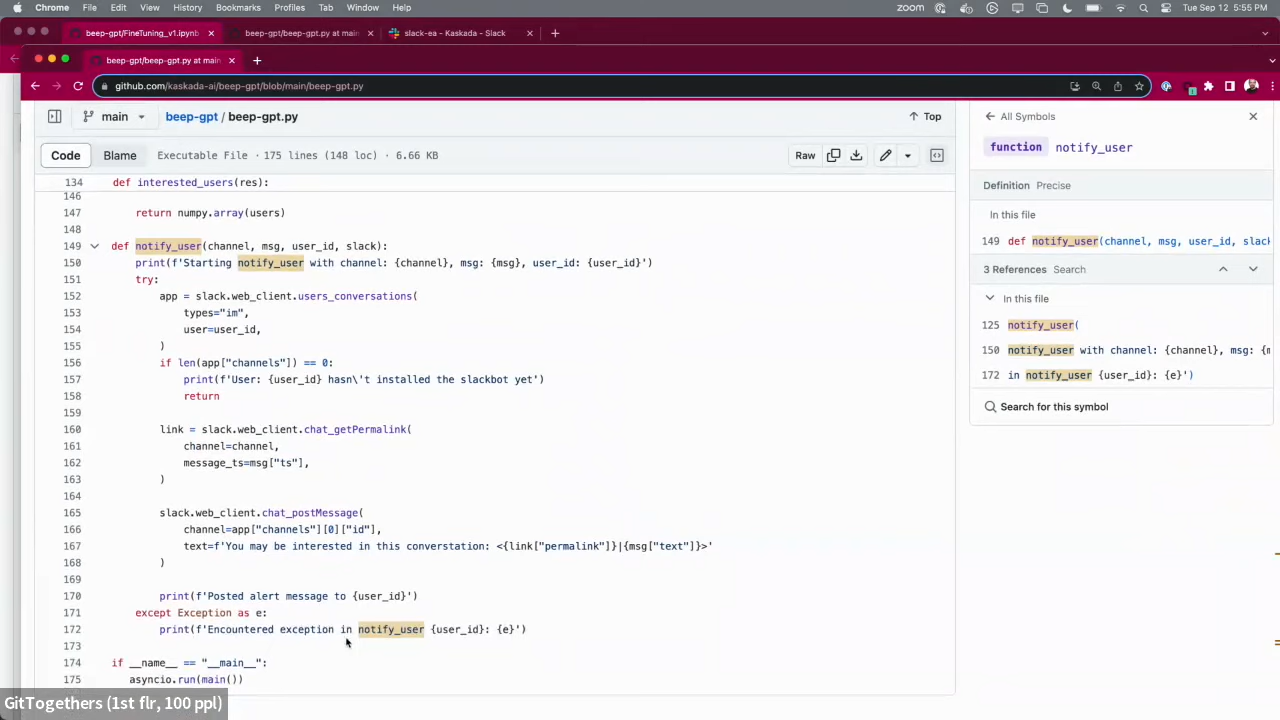 Chrome File Edit View History Bookmarks Profiles Tab Window Help zoom Tue Sep 12 5:55 PM
beep-gpt/FineTuning_v1.ipynb beep-gpt/beep-gpt.py at main slack-ea - Kaskada - Slack
beep-gpt/beep-gpt.py at main
github.com/kaskada-ai/beep-gpt/blob/main/beep-gpt.py
main beep-gpt / beep-gpt.py Top
Code Blame Executable File · 175 lines (148 loc) · 6.66 KB Raw
134 def interested_users(res):
146
147 return numpy.array(users)
148
149 def notify_user(channel, msg, user_id, slack):
150 print(f'Starting notify_user with channel: {channel}, msg: {msg}, user_id: {user_id}')
151 try:
152 app = slack.web_client.users_conversations(
153 types="im",
154 user=user_id,
155 )
156 if len(app["channels"]) == 0:
157 print(f'User: {user_id} hasn\'t installed the slackbot yet')
158 return
159
160 link = slack.web_client.chat_getPermalink(
161 channel=channel,
162 message_ts=msg["ts"],
163 )
164
165 slack.web_client.chat_postMessage(
166 channel=app["channels"][0]["id"],
167 text=f'You may be interested in this converstation: <{link["permalink"]}|{msg["text"]}>'
168 )
169
170 print(f'Posted alert message to {user_id}')
171 except Exception as e:
172 print(f'Encountered exception in notify_user {user_id}: {e}')
173
174 if __name__ == "__main__":
175 asyncio.run(main())
All Symbols
function notify_user
Definition Precise
In this file
149 def notify_user(channel, msg, user_id, slack
3 References Search
In this file
125 notify_user(
150 notify_user with channel: {channel}, msg: {m
172 in notify_user {user_id}: {e}')
Search for this symbol
GitTogethers (1st flr, 100 ppl)